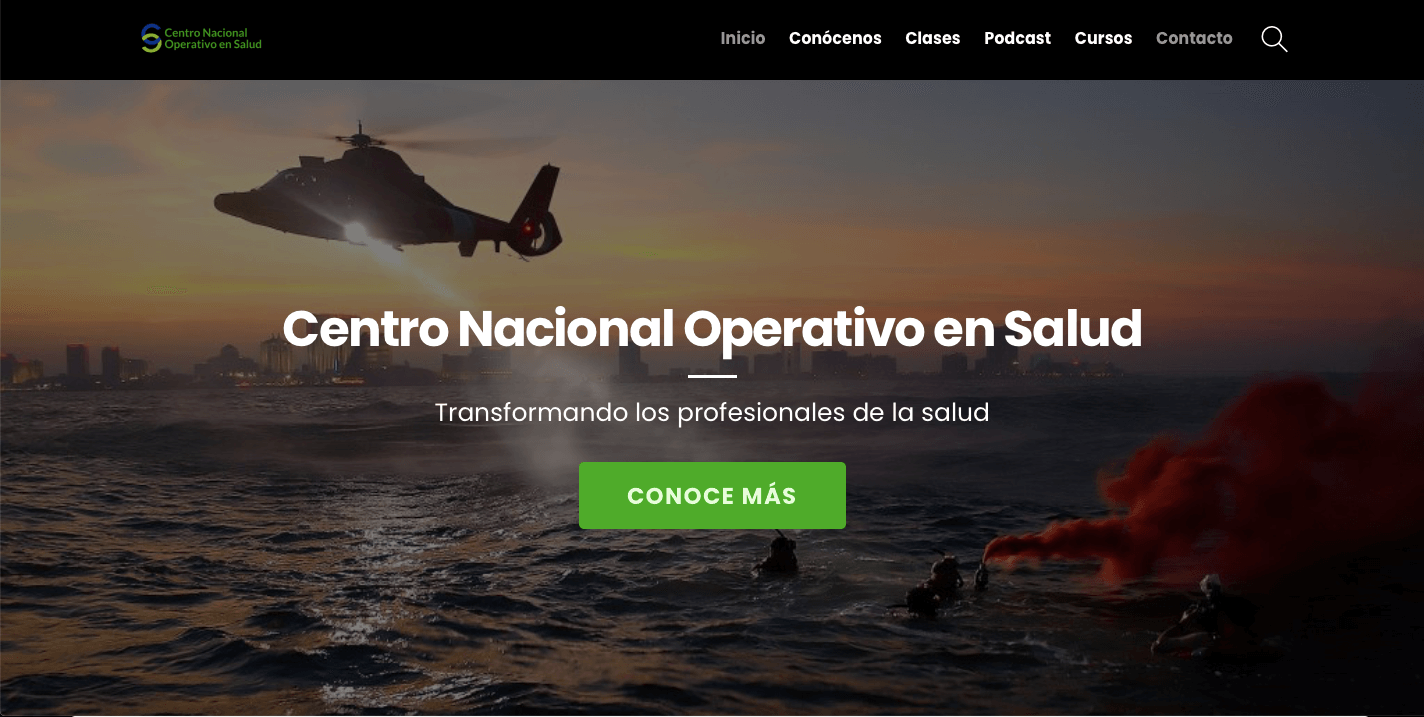 Centro Nacional
Operativo en Salud
Inicio Conócenos Clases Podcast Cursos Contacto
Centro Nacional Operativo en Salud
Transformando los profesionales de la salud
CONOCE MÁS